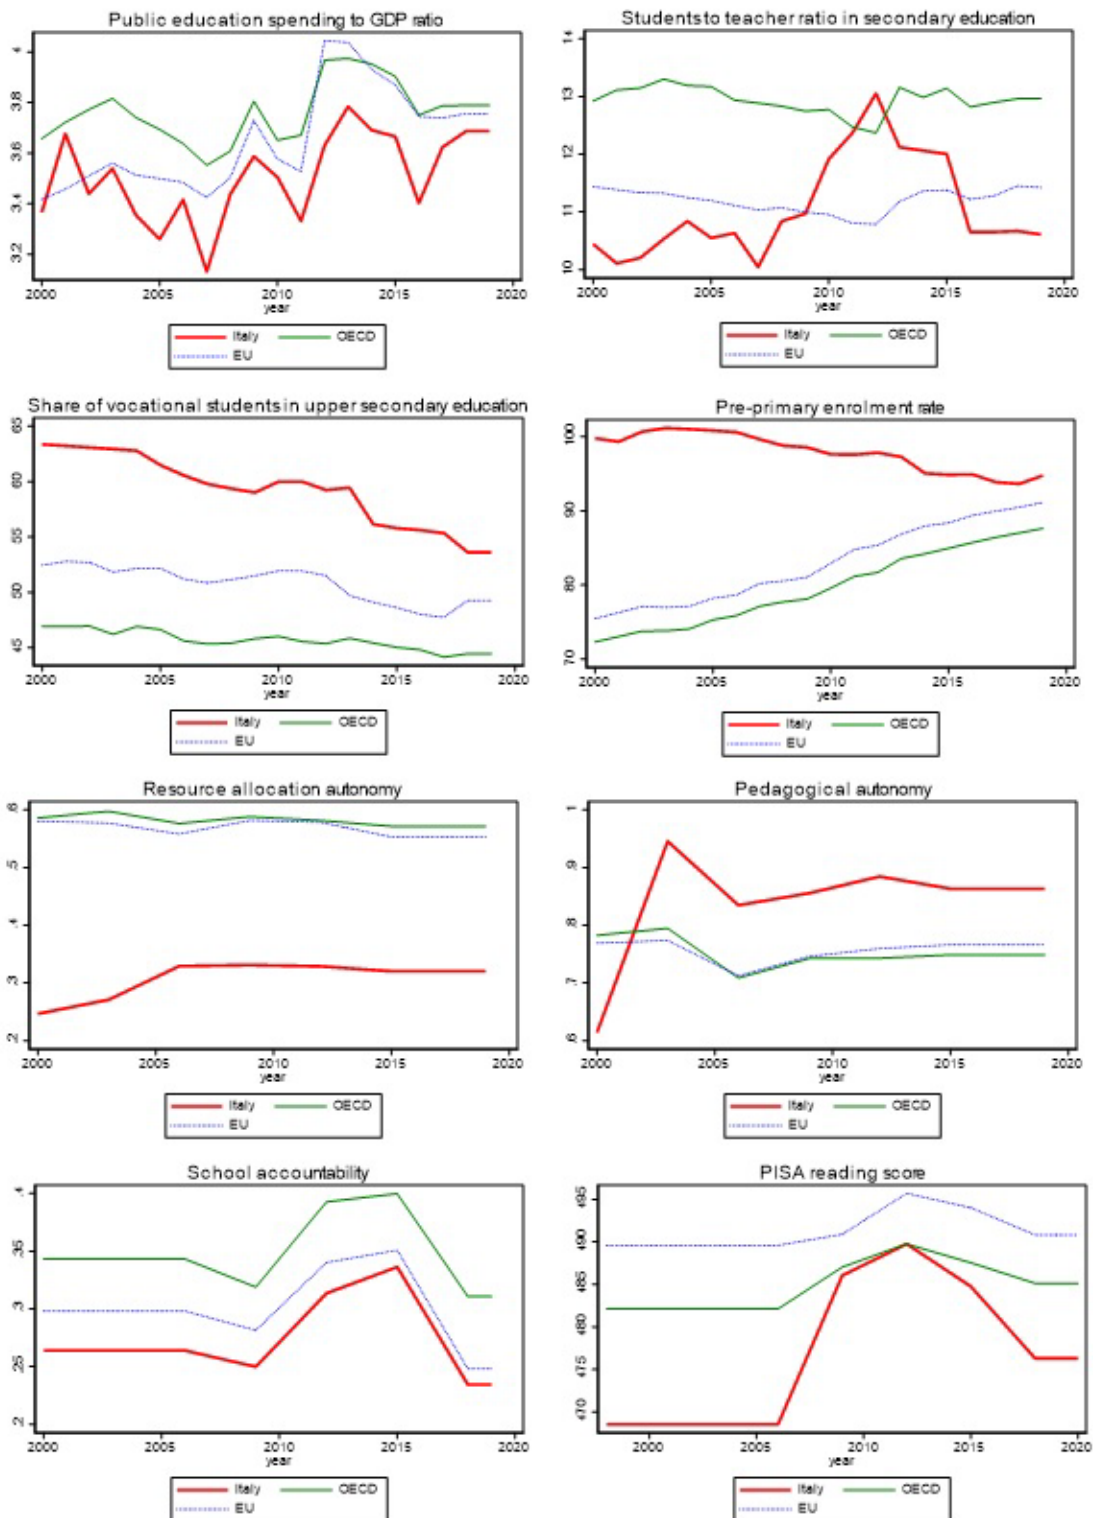 Public education spending to GDP ratio
4
3.8
3.6
3.4
3.2
2000 2005 2010 2015 2020
year
Italy OECD
EU
Students to teacher ratio in secondary education
14
13
12
11
10
2000 2005 2010 2015 2020
year
Italy OECD
EU
Share of vocational students in upper secondary education
65
60
55
50
45
2000 2005 2010 2015 2020
year
Italy OECD
EU
Pre-primary enrolment rate
100
90
80
70
2000 2005 2010 2015 2020
year
Italy OECD
EU
Resource allocation autonomy
.6
.5
.4
.3
.2
2000 2005 2010 2015 2020
year
Italy OECD
EU
Pedagogical autonomy
1
.9
.8
.7
.6
2000 2005 2010 2015 2020
year
Italy OECD
EU
School accountability
.4
.35
.3
.25
.2
2000 2005 2010 2015 2020
year
Italy OECD
EU
PISA reading score
495
490
485
480
475
470
2000 2005 2010 2015 2020
year
Italy OECD
EU